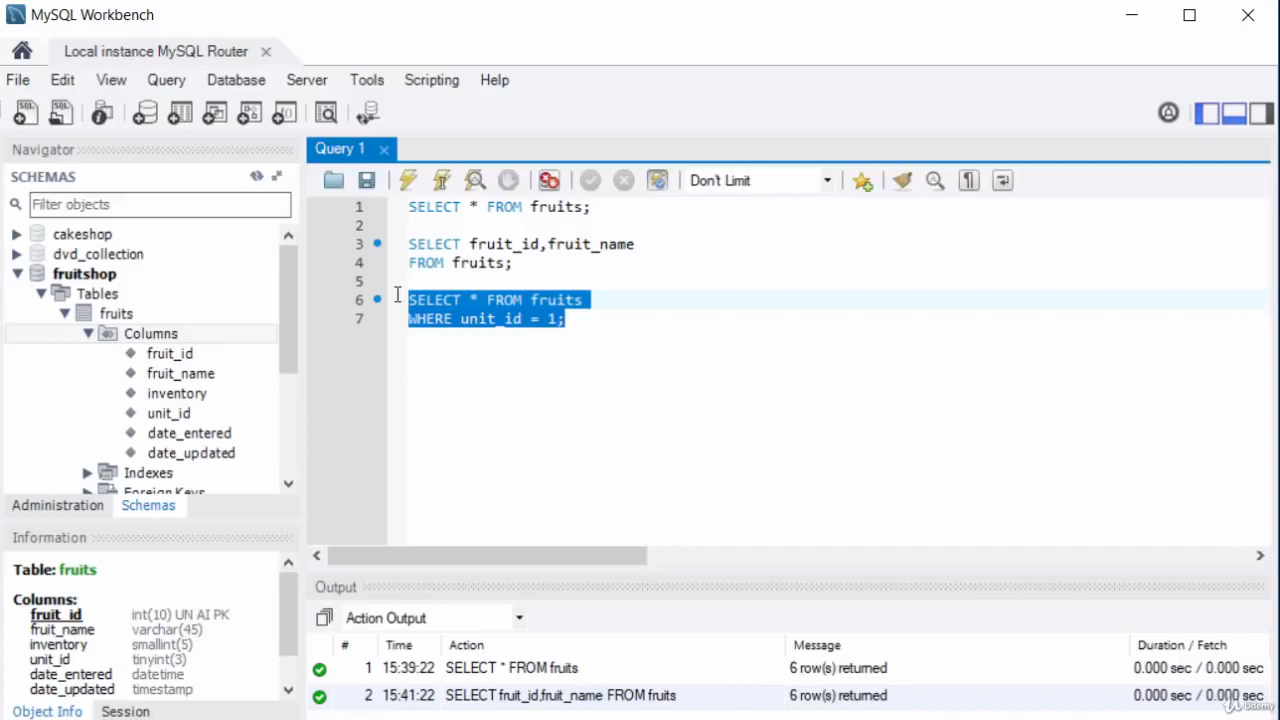 MySQL Workbench
Local instance MySQL Router
File Edit View Query Database Server Tools Scripting Help
Navigator
SCHEMAS
Filter objects
cakeshop
dvd_collection
fruitshop
Tables
fruits
Columns
fruit_id
fruit_name
inventory
unit_id
date_entered
date_updated
Indexes
Foreign Keys
Administration Schemas
Information
Table: fruits
Columns:
fruit_id int(10) UN AI PK
fruit_name varchar(45)
inventory smallint(5)
unit_id tinyint(3)
date_entered datetime
date_updated timestamp
Object Info Session
Query 1
Don't Limit
1 SELECT * FROM fruits;
2
3 SELECT fruit_id,fruit_name
4 FROM fruits;
5
6 SELECT * FROM fruits
7 WHERE unit_id = 1;
Output
Action Output
# Time Action Message Duration / Fetch
1 15:39:22 SELECT * FROM fruits 6 row(s) returned 0.000 sec / 0.000 sec
2 15:41:22 SELECT fruit_id,fruit_name FROM fruits 6 row(s) returned 0.000 sec / 0.000 sec
Udemy